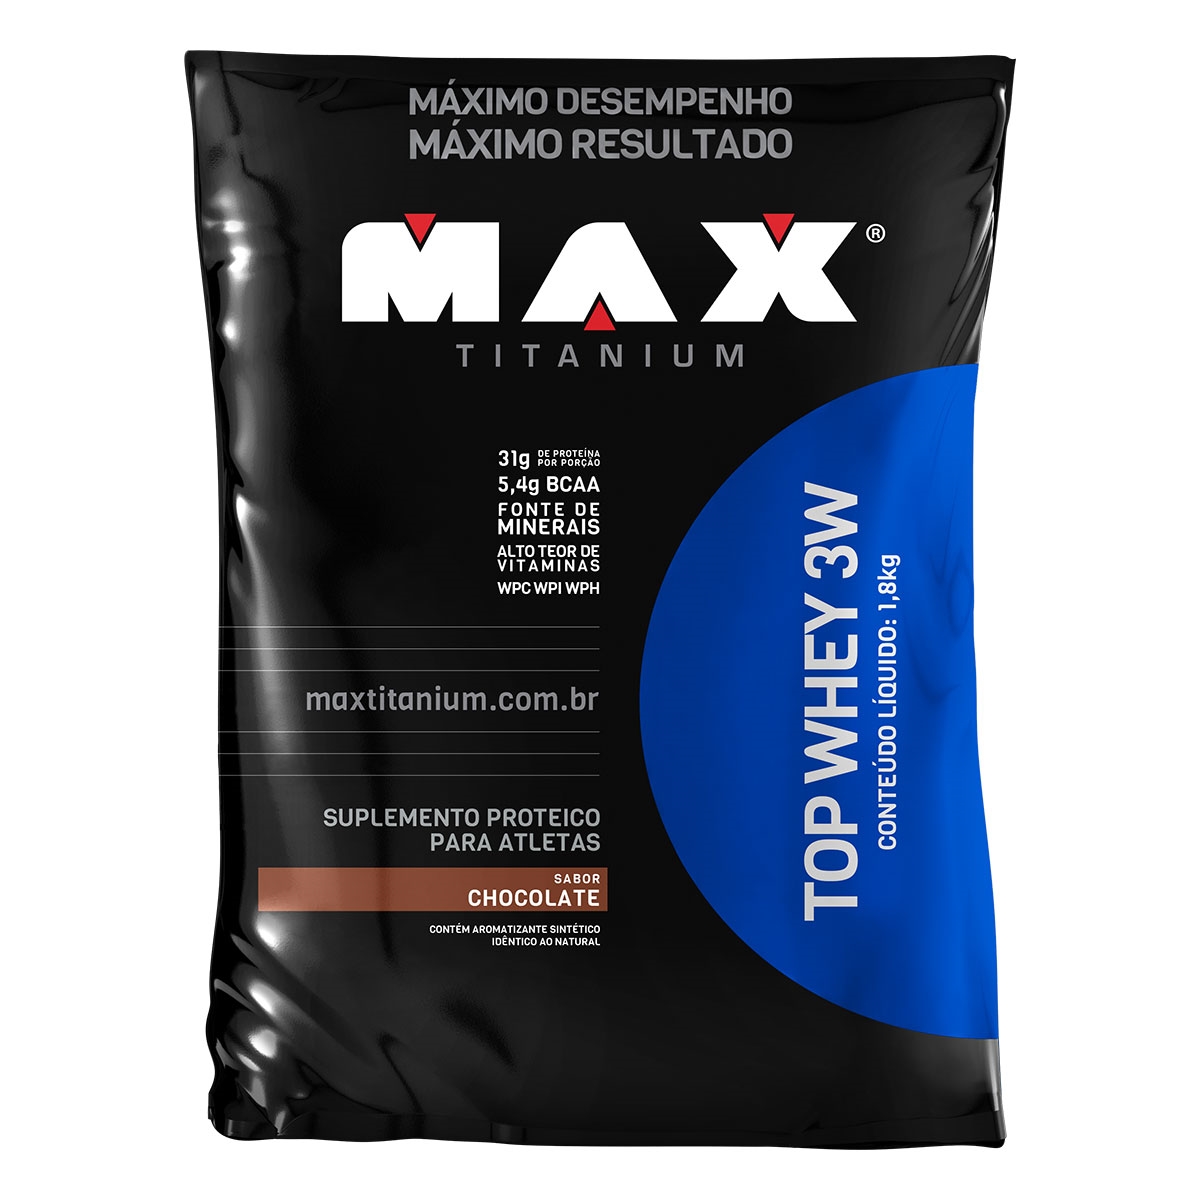 MÁXIMO DESEMPENHO
MÁXIMO RESULTADO
MAX®
TITANIUM
31g DE PROTEÍNA POR PORÇÃO
5,4g BCAA
FONTE DE
MINERAIS
ALTO TEOR DE
VITAMINAS
WPC WPI WPH
maxtitanium.com.br
SUPLEMENTO PROTEICO
PARA ATLETAS
SABOR
CHOCOLATE
CONTÉM AROMATIZANTE SINTÉTICO
IDÊNTICO AO NATURAL
TOP WHEY 3W
CONTEÚDO LÍQUIDO: 1,8kg